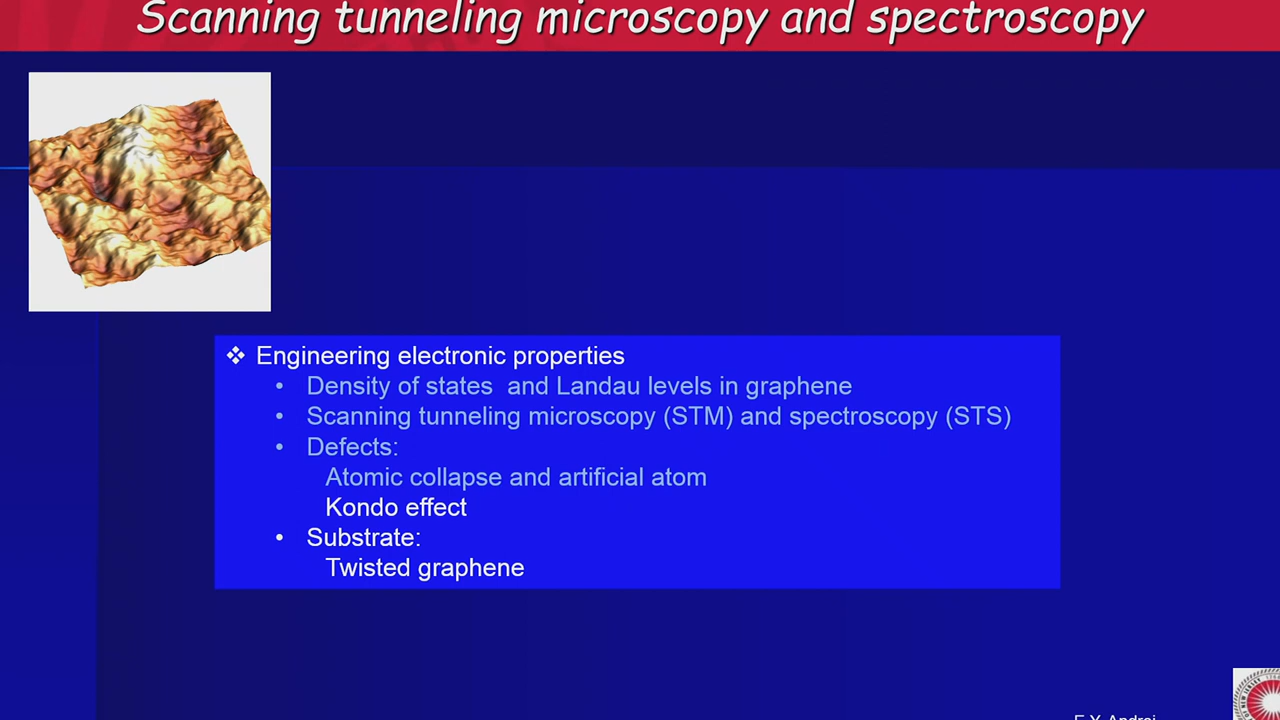 Scanning tunneling microscopy and spectroscopy
❖ Engineering electronic properties
• Density of states and Landau levels in graphene
• Scanning tunneling microscopy (STM) and spectroscopy (STS)
• Defects:
Atomic collapse and artificial atom
Kondo effect
• Substrate:
Twisted graphene
E.Y. Andrei